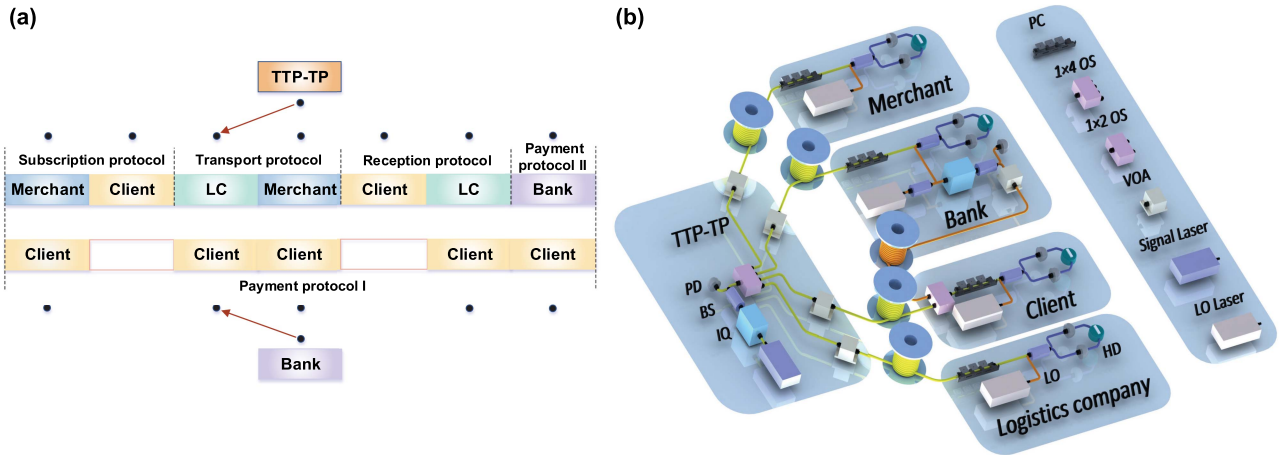 (a)
TTP-TP
Subscription protocol
Transport protocol
Reception protocol
Payment
protocol II
Merchant
Client
LC
Merchant
Client
LC
Bank
Client
Client
Client
Client
Client
Payment protocol I
Bank
(b)
Merchant
Bank
TTP-TP
PD
BS
IQ
Client
HD
LO
Logistics company
PC
1×4 OS
1×2 OS
VOA
Signal Laser
LO Laser